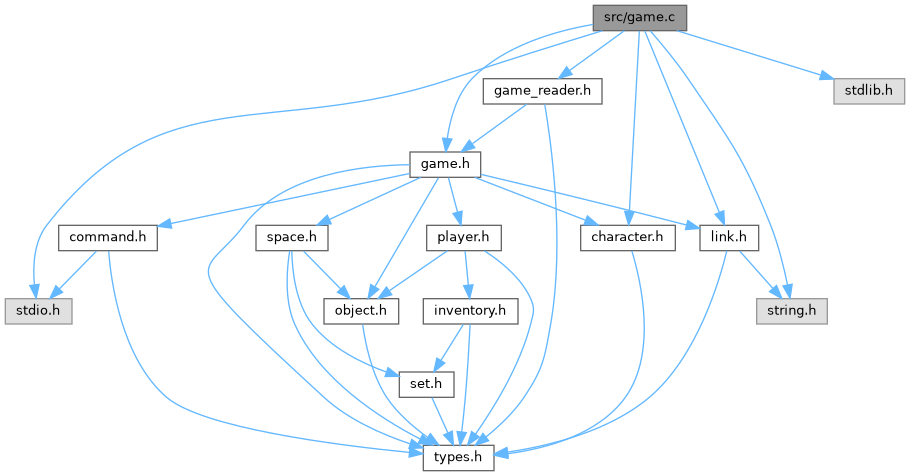 src/game.c
game_reader.h
stdlib.h
game.h
command.h
space.h
player.h
character.h
link.h
stdio.h
object.h
inventory.h
string.h
set.h
types.h